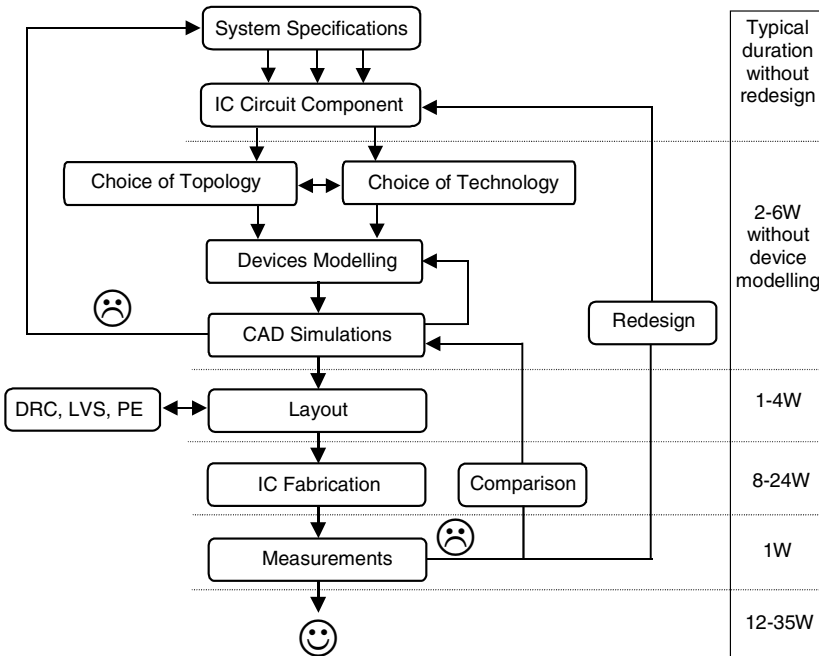 System Specifications
Typical
duration
without
redesign
IC Circuit Component
Choice of Topology
Choice of Technology
2-6W
without
device
modelling
Devices Modelling
Redesign
CAD Simulations
DRC, LVS, PE
Layout
1-4W
IC Fabrication
Comparison
8-24W
Measurements
1W
12-35W